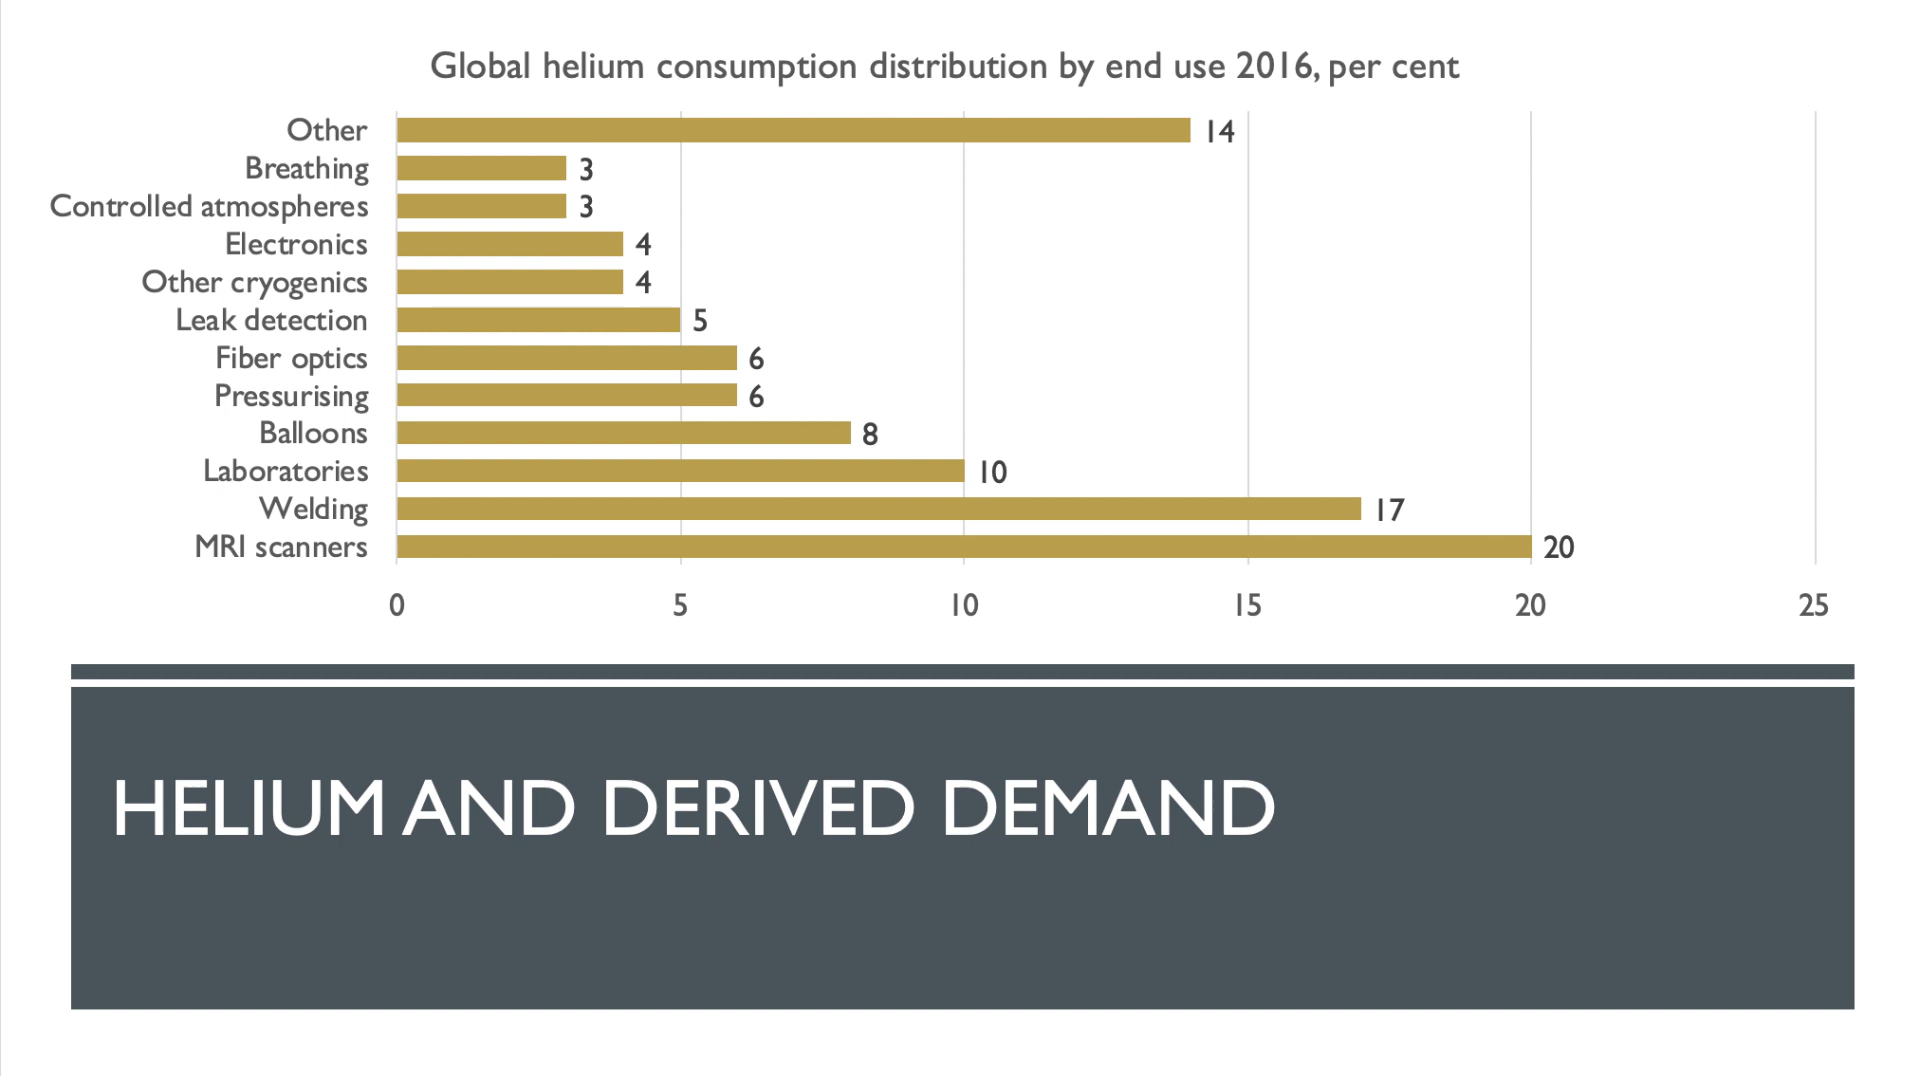 Global helium consumption distribution by end use 2016, per cent
Other 14
Breathing 3
Controlled atmospheres 3
Electronics 4
Other cryogenics 4
Leak detection 5
Fiber optics 6
Pressurising 6
Balloons 8
Laboratories 10
Welding 17
MRI scanners 20
0 5 10 15 20 25
HELIUM AND DERIVED DEMAND